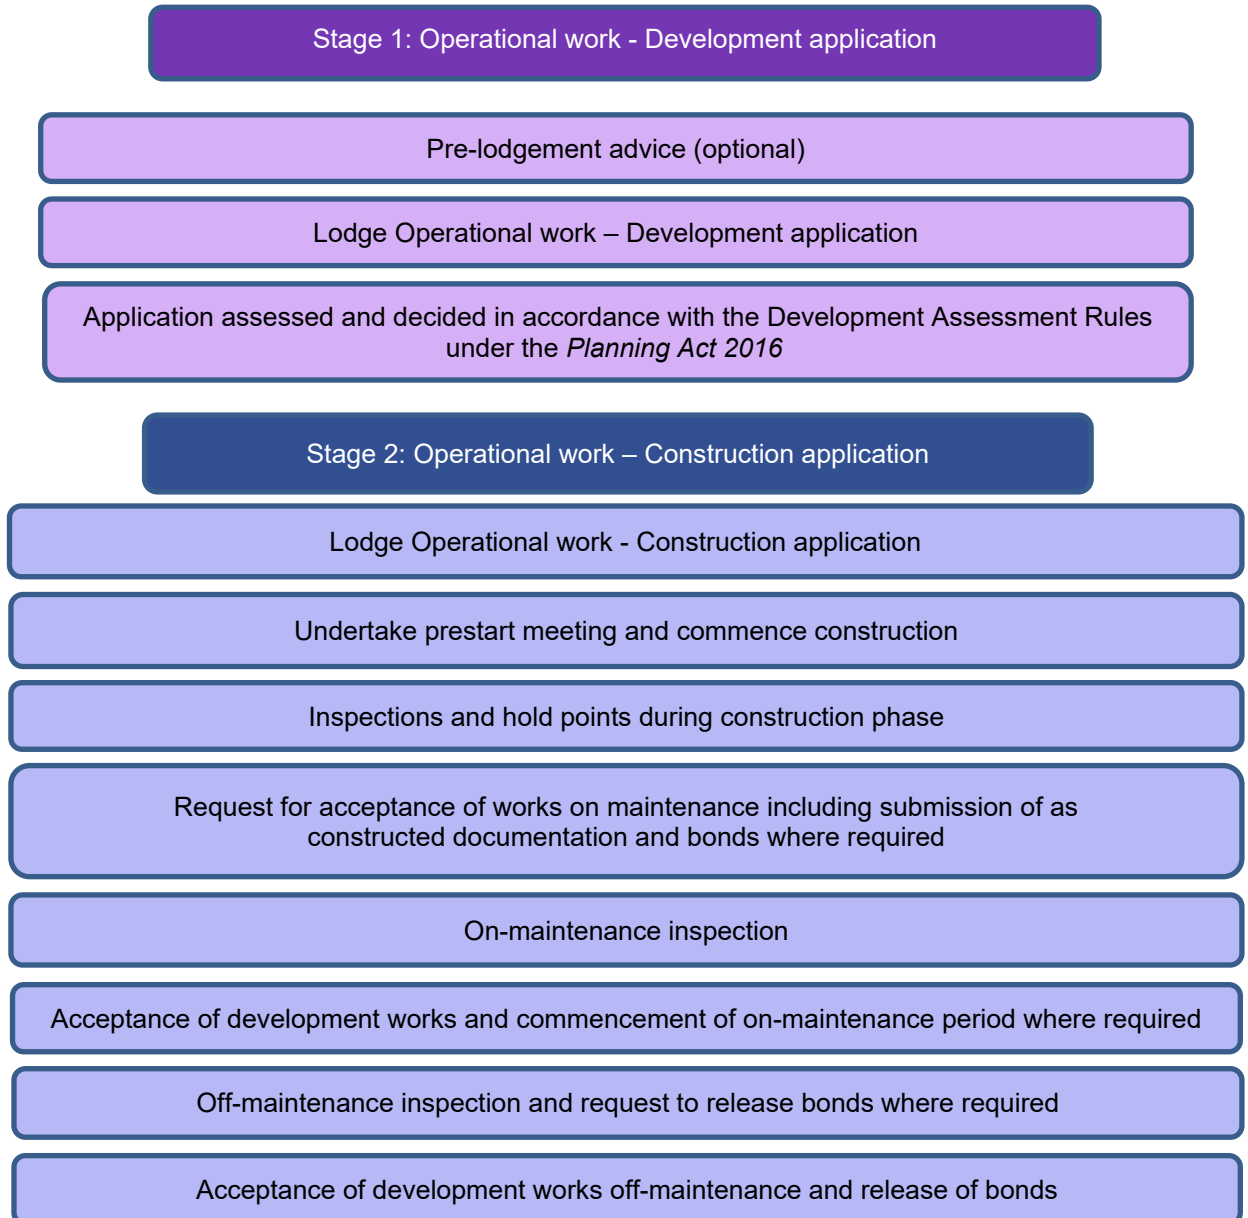 Stage 1: Operational work - Development application
Pre-lodgement advice (optional)
Lodge Operational work – Development application
Application assessed and decided in accordance with the Development Assessment Rules
under the Planning Act 2016
Stage 2: Operational work – Construction application
Lodge Operational work - Construction application
Undertake prestart meeting and commence construction
Inspections and hold points during construction phase
Request for acceptance of works on maintenance including submission of as
constructed documentation and bonds where required
On-maintenance inspection
Acceptance of development works and commencement of on-maintenance period where required
Off-maintenance inspection and request to release bonds where required
Acceptance of development works off-maintenance and release of bonds